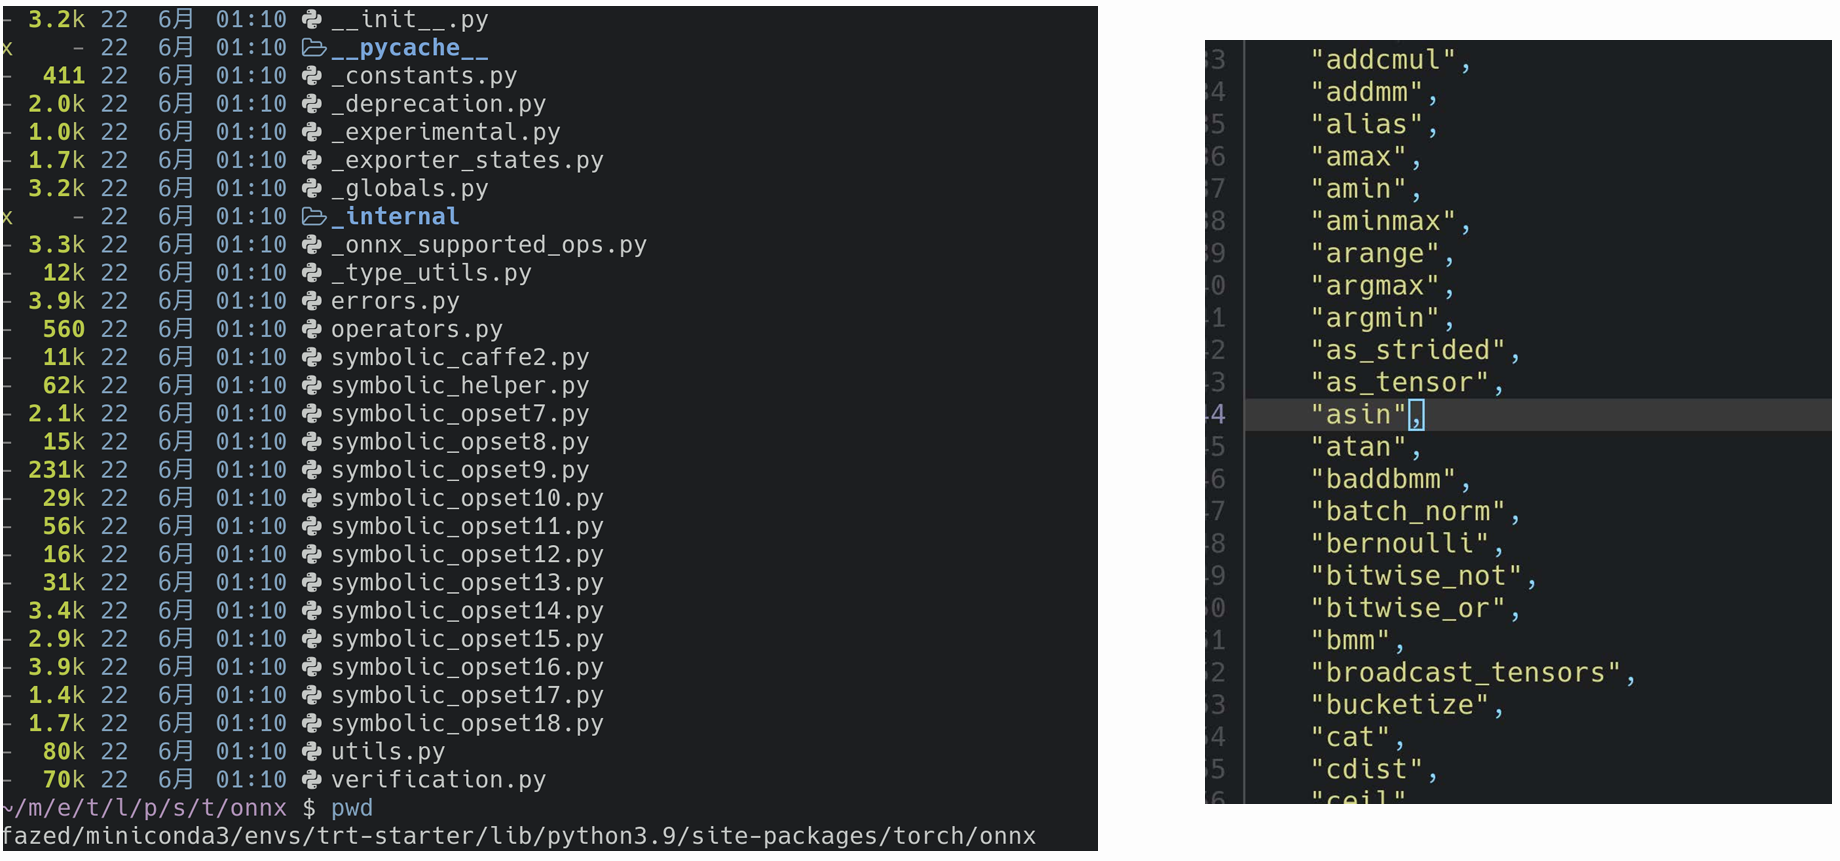 - 3.2k 22 6月 01:10 __init__.py
x - 22 6月 01:10 __pycache__
- 411 22 6月 01:10 _constants.py
- 2.0k 22 6月 01:10 _deprecation.py
- 1.0k 22 6月 01:10 _experimental.py
- 1.7k 22 6月 01:10 _exporter_states.py
- 3.2k 22 6月 01:10 _globals.py
x - 22 6月 01:10 _internal
- 3.3k 22 6月 01:10 _onnx_supported_ops.py
- 12k 22 6月 01:10 _type_utils.py
- 3.9k 22 6月 01:10 errors.py
- 560 22 6月 01:10 operators.py
- 11k 22 6月 01:10 symbolic_caffe2.py
- 62k 22 6月 01:10 symbolic_helper.py
- 2.1k 22 6月 01:10 symbolic_opset7.py
- 15k 22 6月 01:10 symbolic_opset8.py
- 231k 22 6月 01:10 symbolic_opset9.py
- 29k 22 6月 01:10 symbolic_opset10.py
- 56k 22 6月 01:10 symbolic_opset11.py
- 16k 22 6月 01:10 symbolic_opset12.py
- 31k 22 6月 01:10 symbolic_opset13.py
- 3.4k 22 6月 01:10 symbolic_opset14.py
- 2.9k 22 6月 01:10 symbolic_opset15.py
- 3.9k 22 6月 01:10 symbolic_opset16.py
- 1.4k 22 6月 01:10 symbolic_opset17.py
- 1.7k 22 6月 01:10 symbolic_opset18.py
- 80k 22 6月 01:10 utils.py
- 70k 22 6月 01:10 verification.py
~/m/e/t/l/p/s/t/onnx $ pwd
fazed/miniconda3/envs/trt-starter/lib/python3.9/site-packages/torch/onnx
3 "addcmul",
4 "addmm",
5 "alias",
6 "amax",
7 "amin",
8 "aminmax",
9 "arange",
0 "argmax",
1 "argmin",
2 "as_strided",
3 "as_tensor",
4 "asin",
5 "atan",
6 "baddbmm",
7 "batch_norm",
8 "bernoulli",
9 "bitwise_not",
0 "bitwise_or",
1 "bmm",
2 "broadcast_tensors",
3 "bucketize",
4 "cat",
5 "cdist",
6 "ceil"